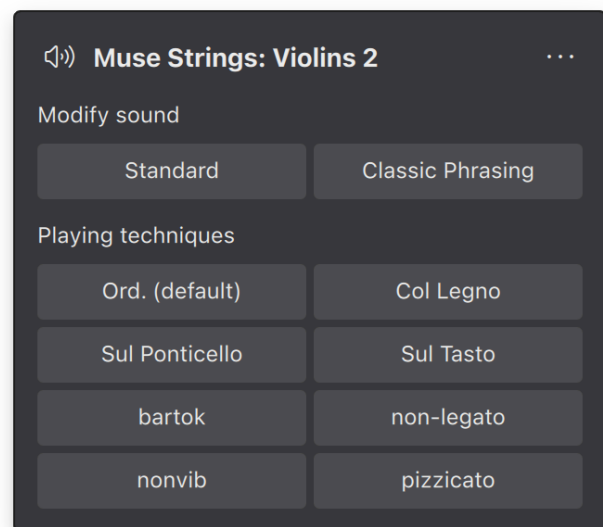 Muse Strings: Violins 2
Modify sound
Standard Classic Phrasing
Playing techniques
Ord. (default) Col Legno
Sul Ponticello Sul Tasto
bartok non-legato
nonvib pizzicato